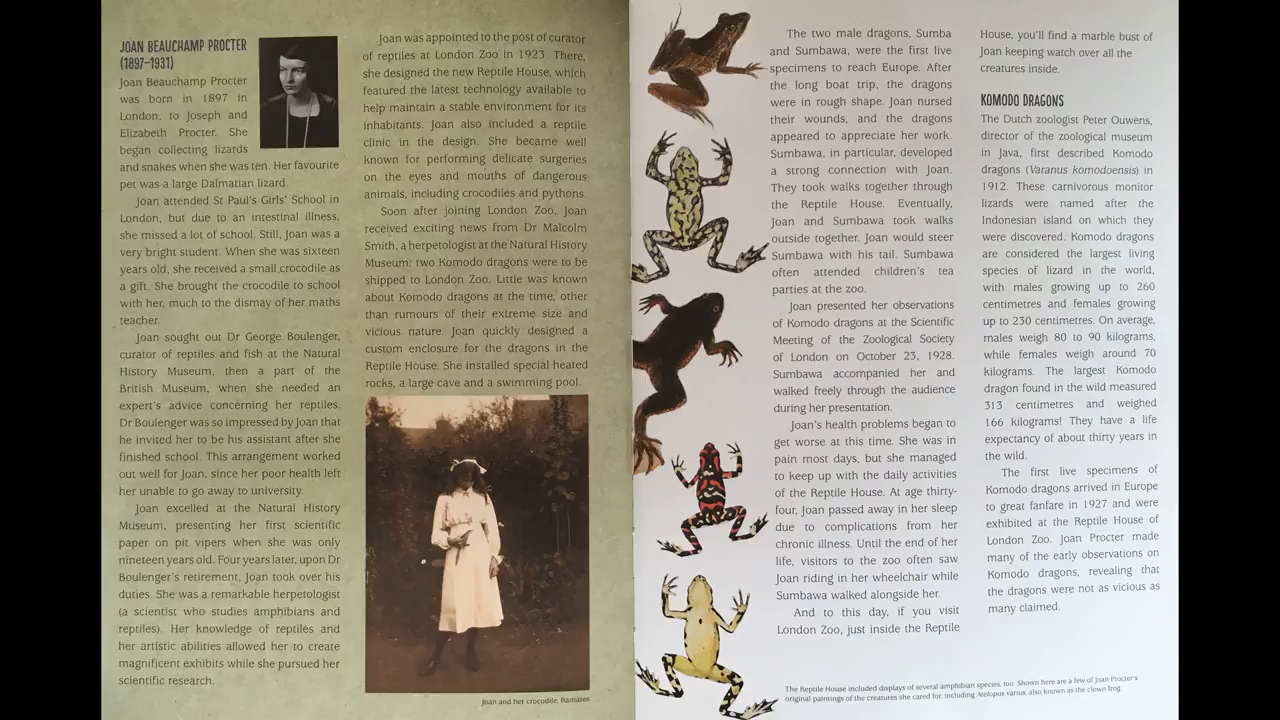 JOAN BEAUCHAMP PROCTER
(1897–1931)
Joan Beauchamp Procter
was born in 1897 in
London, to Joseph and
Elizabeth Procter. She
began collecting lizards
and snakes when she was ten. Her favourite
pet was a large Dalmatian lizard.
Joan attended St Paul's Girls' School in
London, but due to an intestinal illness,
she missed a lot of school. Still, Joan was a
very bright student. When she was sixteen
years old, she received a small crocodile as
a gift. She brought the crocodile to school
with her, much to the dismay of her maths
teacher.
Joan sought out Dr George Boulenger,
curator of reptiles and fish at the Natural
History Museum, then a part of the
British Museum, when she needed an
expert's advice concerning her reptiles.
Dr Boulenger was so impressed by Joan that
he invited her to be his assistant after she
finished school. This arrangement worked
out well for Joan, since her poor health left
her unable to go away to university.
Joan excelled at the Natural History
Museum, presenting her first scientific
paper on pit vipers when she was only
nineteen years old. Four years later, upon Dr
Boulenger's retirement, Joan took over his
duties. She was a remarkable herpetologist
(a scientist who studies amphibians and
reptiles). Her knowledge of reptiles and
her artistic abilities allowed her to create
magnificent exhibits while she pursued her
scientific research.
Joan was appointed to the post of curator
of reptiles at London Zoo in 1923. There,
she designed the new Reptile House, which
featured the latest technology available to
help maintain a stable environment for its
inhabitants. Joan also included a reptile
clinic in the design. She became well
known for performing delicate surgeries
on the eyes and mouths of dangerous
animals, including crocodiles and pythons.
Soon after joining London Zoo, Joan
received exciting news from Dr Malcolm
Smith, a herpetologist at the Natural History
Museum: two Komodo dragons were to be
shipped to London Zoo. Little was known
about Komodo dragons at the time, other
than rumours of their extreme size and
vicious nature. Joan quickly designed a
custom enclosure for the dragons in the
Reptile House. She installed special heated
rocks, a large cave and a swimming pool.
Joan and her crocodile, Ramases
The two male dragons, Sumba
and Sumbawa, were the first live
specimens to reach Europe. After
the long boat trip, the dragons
were in rough shape. Joan nursed
their wounds, and the dragons
appeared to appreciate her work.
Sumbawa, in particular, developed
a strong connection with Joan.
They took walks together through
the Reptile House. Eventually,
Joan and Sumbawa took walks
outside together. Joan would steer
Sumbawa with his tail. Sumbawa
often attended children's tea
parties at the zoo.
Joan presented her observations
of Komodo dragons at the Scientific
Meeting of the Zoological Society
of London on October 23, 1928.
Sumbawa accompanied her and
walked freely through the audience
during her presentation.
Joan's health problems began to
get worse at this time. She was in
pain most days, but she managed
to keep up with the daily activities
of the Reptile House. At age thirty-
four, Joan passed away in her sleep
due to complications from her
chronic illness. Until the end of her
life, visitors to the zoo often saw
Joan riding in her wheelchair while
Sumbawa walked alongside her.
And to this day, if you visit
London Zoo, just inside the Reptile
House, you'll find a marble bust of
Joan keeping watch over all the
creatures inside.
KOMODO DRAGONS
The Dutch zoologist Peter Ouwens,
director of the zoological museum
in Java, first described Komodo
dragons (Varanus komodoensis) in
1912. These carnivorous monitor
lizards were named after the
Indonesian island on which they
were discovered. Komodo dragons
are considered the largest living
species of lizard in the world,
with males growing up to 260
centimetres and females growing
up to 230 centimetres. On average,
males weigh 80 to 90 kilograms,
while females weigh around 70
kilograms. The largest Komodo
dragon found in the wild measured
313 centimetres and weighed
166 kilograms! They have a life
expectancy of about thirty years in
the wild.
The first live specimens of
Komodo dragons arrived in Europe
to great fanfare in 1927 and were
exhibited at the Reptile House of
London Zoo. Joan Procter made
many of the early observations on
Komodo dragons, revealing that
the dragons were not as vicious as
many claimed.
The Reptile House included displays of several amphibian species, too. Shown here are a few of Joan Procter's
original paintings of the creatures she cared for, including Atelopus varius, also known as the clown frog.